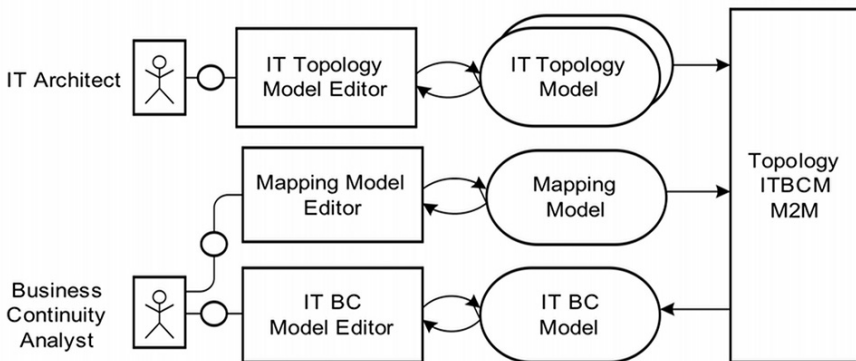 IT Architect
IT Topology
Model Editor
IT Topology
Model
Mapping Model
Editor
Mapping
Model
Topology
ITBCM
M2M
Business
Continuity
Analyst
IT BC
Model Editor
IT BC
Model